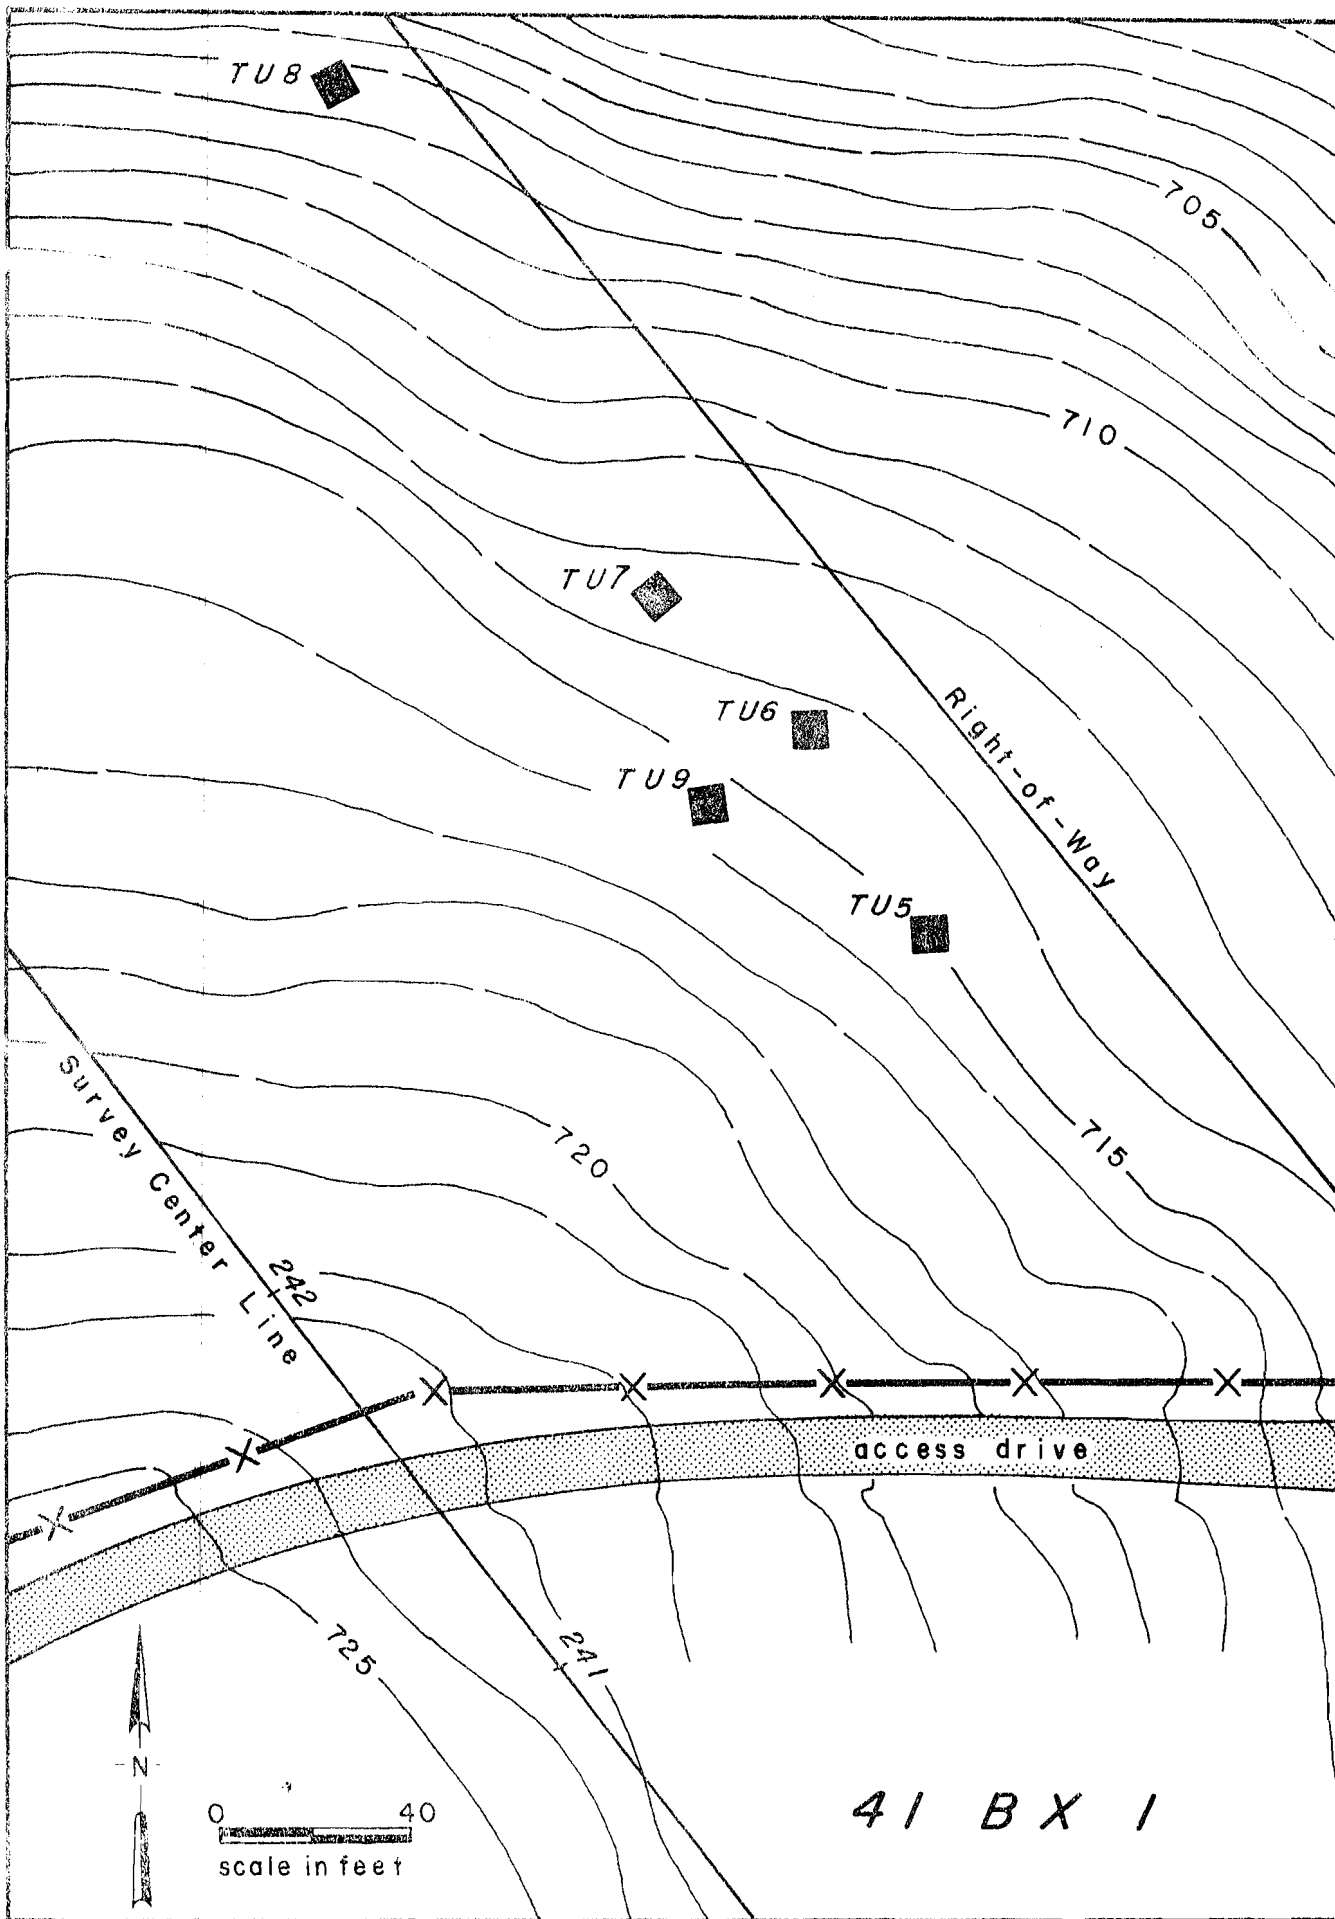 TU8
705
710
TU7
Right-of-Way
TU6
TU9
TU5
715
720
Survey Center Line
242
access drive
725
241
N
0 40
scale in feet
41 BX 1